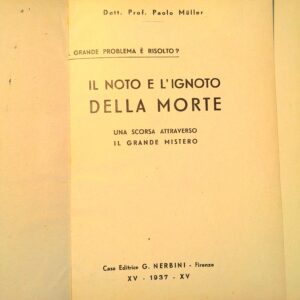 Dott. Prof. Paolo Müller
GRANDE PROBLEMA È RISOLTO?
IL NOTO E L'IGNOTO
DELLA MORTE
UNA SCORSA ATTRAVERSO
IL GRANDE MISTERO
Casa Editrice G. NERBINI - Firenze
XV - 1937 - XV